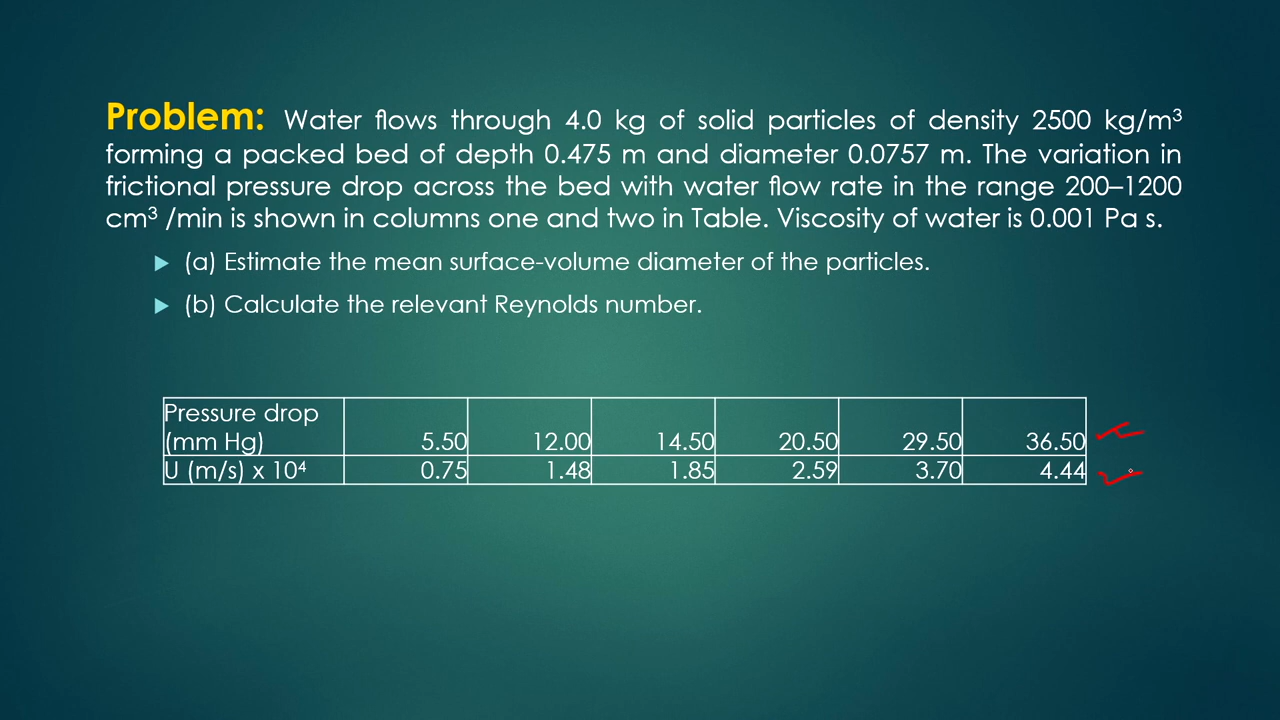 Problem: Water flows through 4.0 kg of solid particles of density 2500 kg/m³
forming a packed bed of depth 0.475 m and diameter 0.0757 m. The variation in
frictional pressure drop across the bed with water flow rate in the range 200–1200
cm³ /min is shown in columns one and two in Table. Viscosity of water is 0.001 Pa s.
(a) Estimate the mean surface-volume diameter of the particles.
(b) Calculate the relevant Reynolds number.
Pressure drop
(mm Hg) 5.50 12.00 14.50 20.50 29.50 36.50
U (m/s) x 10⁴ 0.75 1.48 1.85 2.59 3.70 4.44